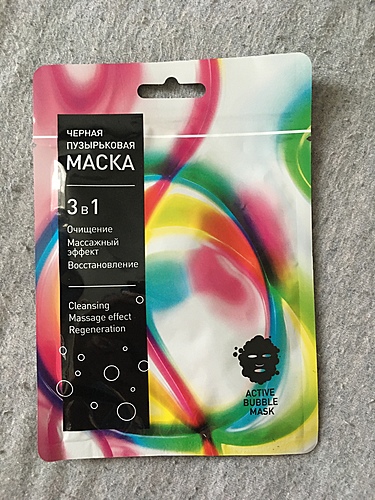 ЧЕРНАЯ
ПУЗЫРЬКОВАЯ
МАСКА
3 в 1
Очищение
Массажный
эффект
Восстановление
Cleansing
Massage effect
Regeneration
ACTIVE
BUBBLE
MASK